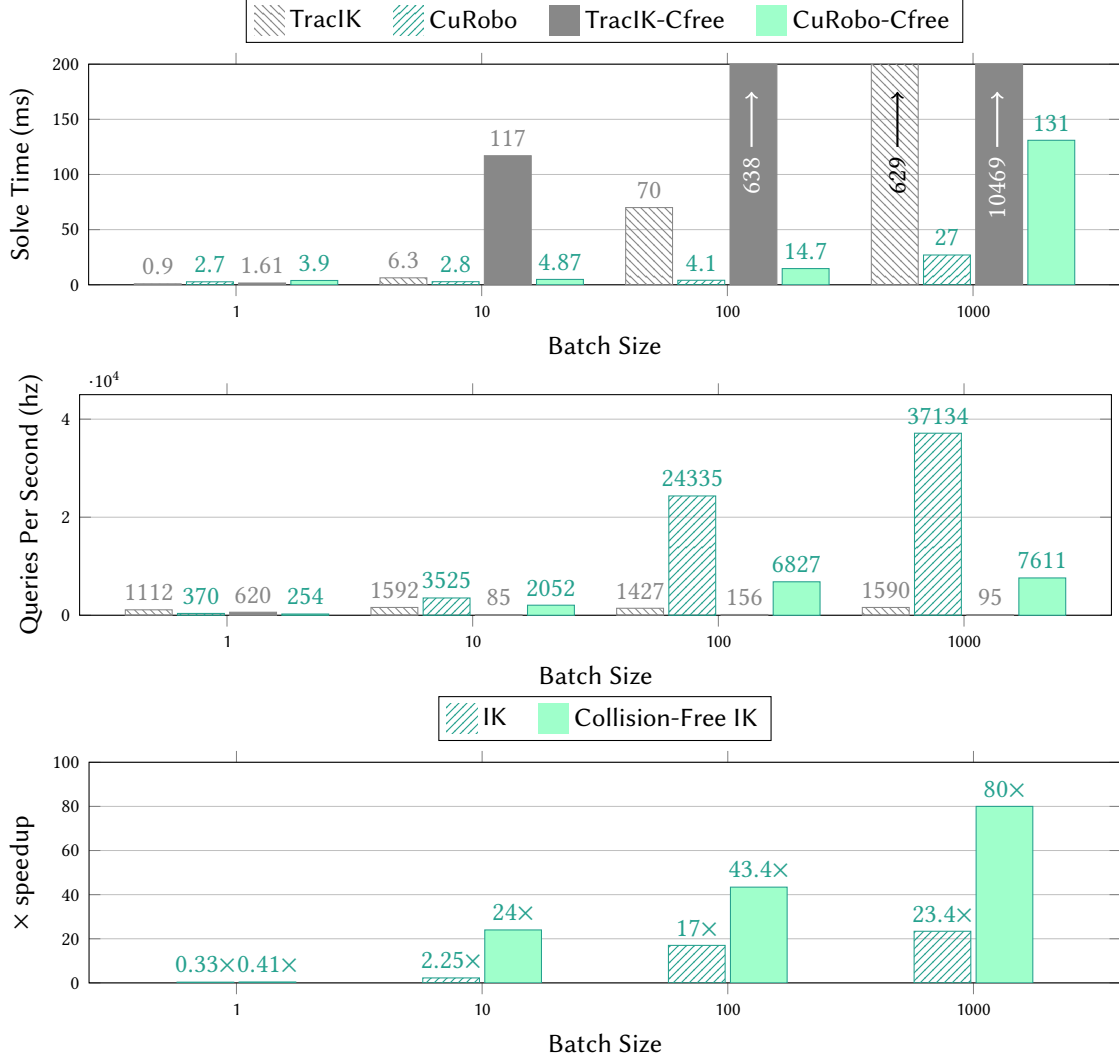 TracIK CuRobo TracIK-Cfree CuRobo-Cfree
Solve Time (ms)
200
150
100
50
0
0.9 2.7 1.61 3.9 6.3 2.8 117 4.87 70 4.1 638 14.7 629 27 10469 131
1 10 100 1000
Batch Size
Queries Per Second (hz)
·10⁴
4
2
0
1112 370 620 254 1592 3525 85 2052 1427 24335 156 6827 1590 37134 95 7611
1 10 100 1000
Batch Size
IK Collision-Free IK
× speedup
100
80
60
40
20
0
0.33× 0.41× 2.25× 24× 17× 43.4× 23.4× 80×
1 10 100 1000
Batch Size